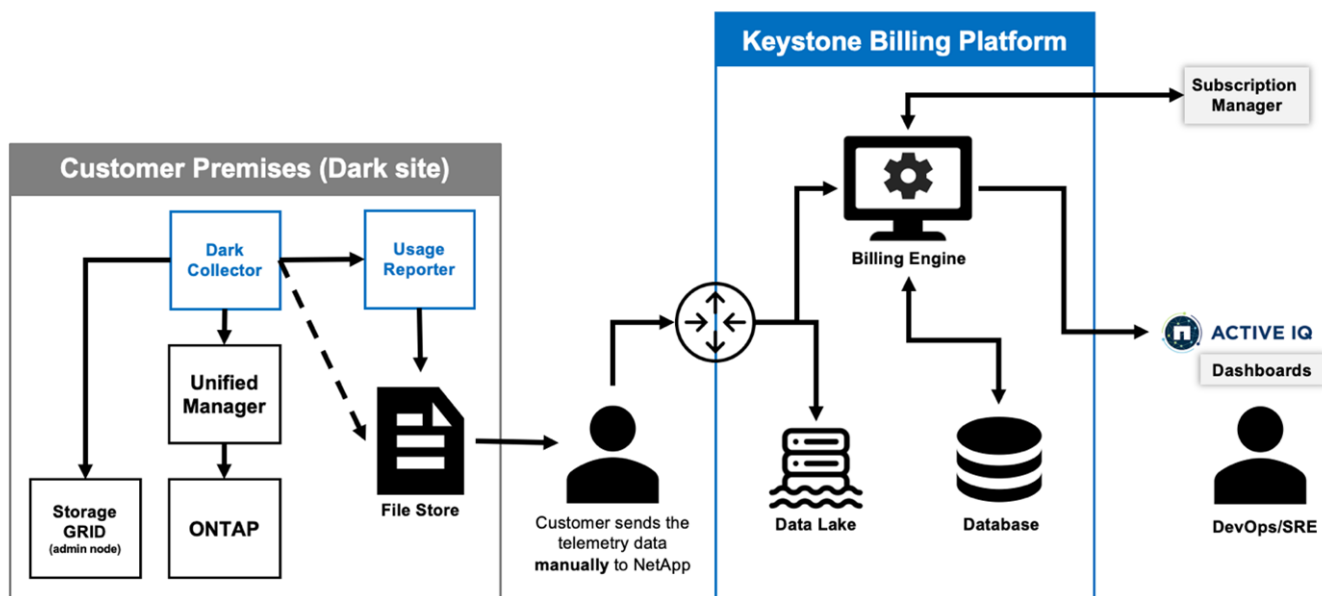 Keystone Billing Platform
Subscription
Manager
Customer Premises (Dark site)
Dark
Collector
Usage
Reporter
Billing Engine
Unified
Manager
ACTIVE IQ
Dashboards
Storage
GRID
(admin node)
ONTAP
File Store
Customer sends the
telemetry data
manually to NetApp
Data Lake
Database
DevOps/SRE